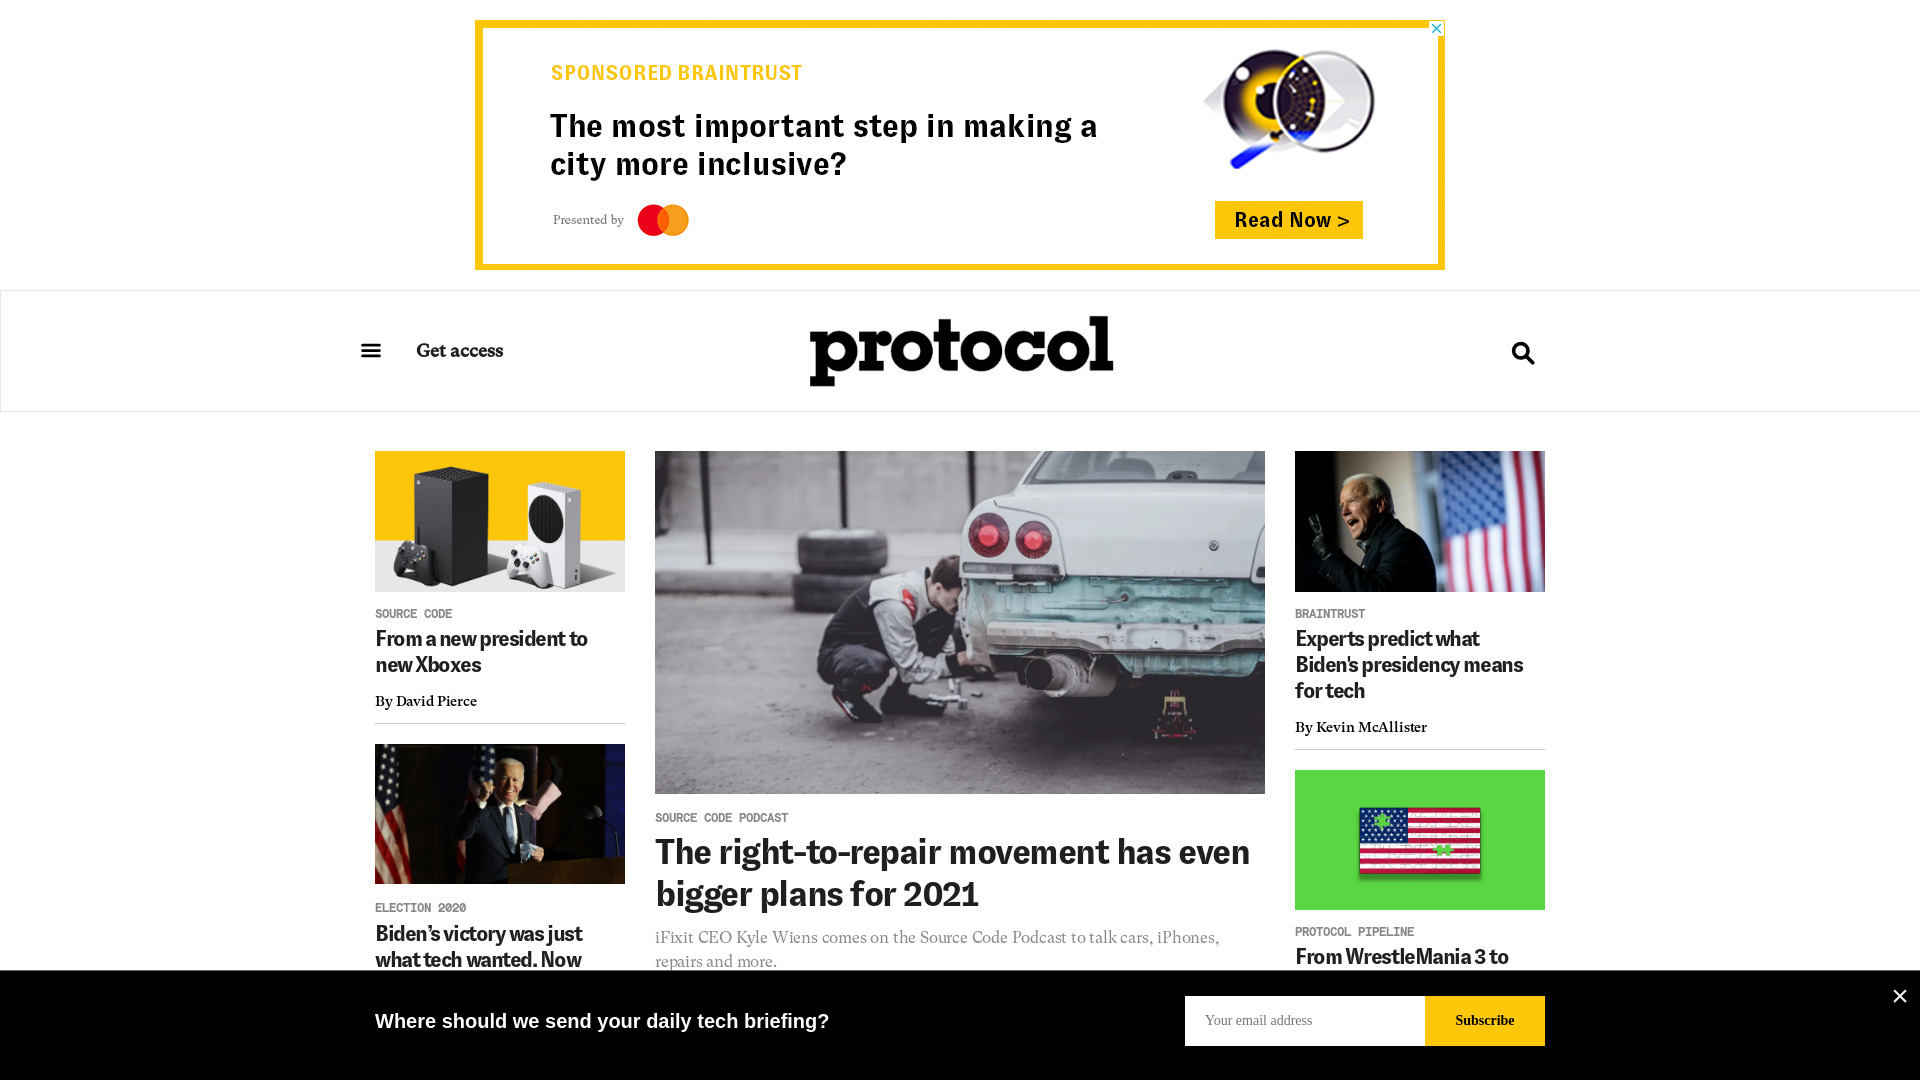 SPONSORED BRAINTRUST
The most important step in making a
city more inclusive?
Presented by
Read Now >
Get access
protocol
SOURCE CODE
From a new president to
new Xboxes
By David Pierce
ELECTION 2020
Biden’s victory was just
what tech wanted. Now
SOURCE CODE PODCAST
The right-to-repair movement has even
bigger plans for 2021
iFixit CEO Kyle Wiens comes on the Source Code Podcast to talk cars, iPhones,
repairs and more.
BRAINTRUST
Experts predict what
Biden's presidency means
for tech
By Kevin McAllister
PROTOCOL PIPELINE
From WrestleMania 3 to
Where should we send your daily tech briefing?
Your email address
Subscribe